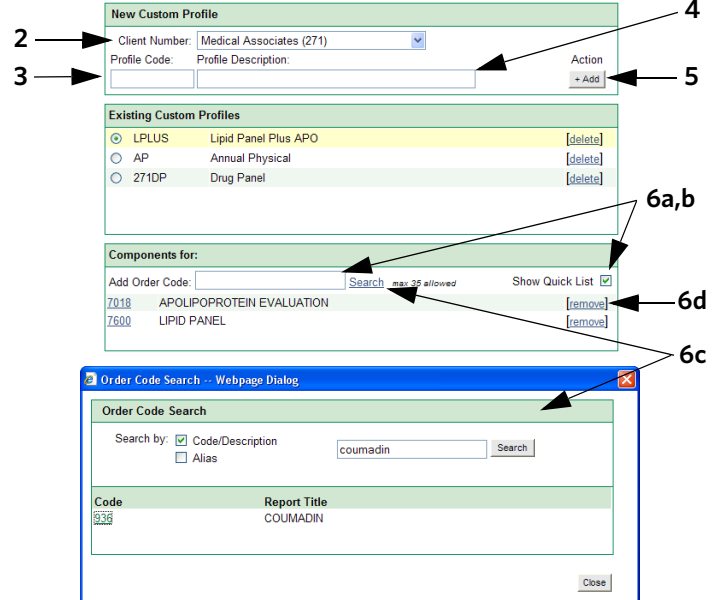 New Custom Profile
4
2
Client Number: Medical Associates (271)
Profile Code: Profile Description: Action
3
+ Add
5
Existing Custom Profiles
LPLUS Lipid Panel Plus APO [delete]
AP Annual Physical [delete]
271DP Drug Panel [delete]
6a,b
Components for:
Add Order Code: Search max 35 allowed Show Quick List
7018 APOLIPOPROTEIN EVALUATION [remove]
6d
7600 LIPID PANEL [remove]
6c
Order Code Search -- Webpage Dialog
Order Code Search
Search by: Code/Description
coumadin Search
Alias
Code Report Title
936 COUMADIN
Close